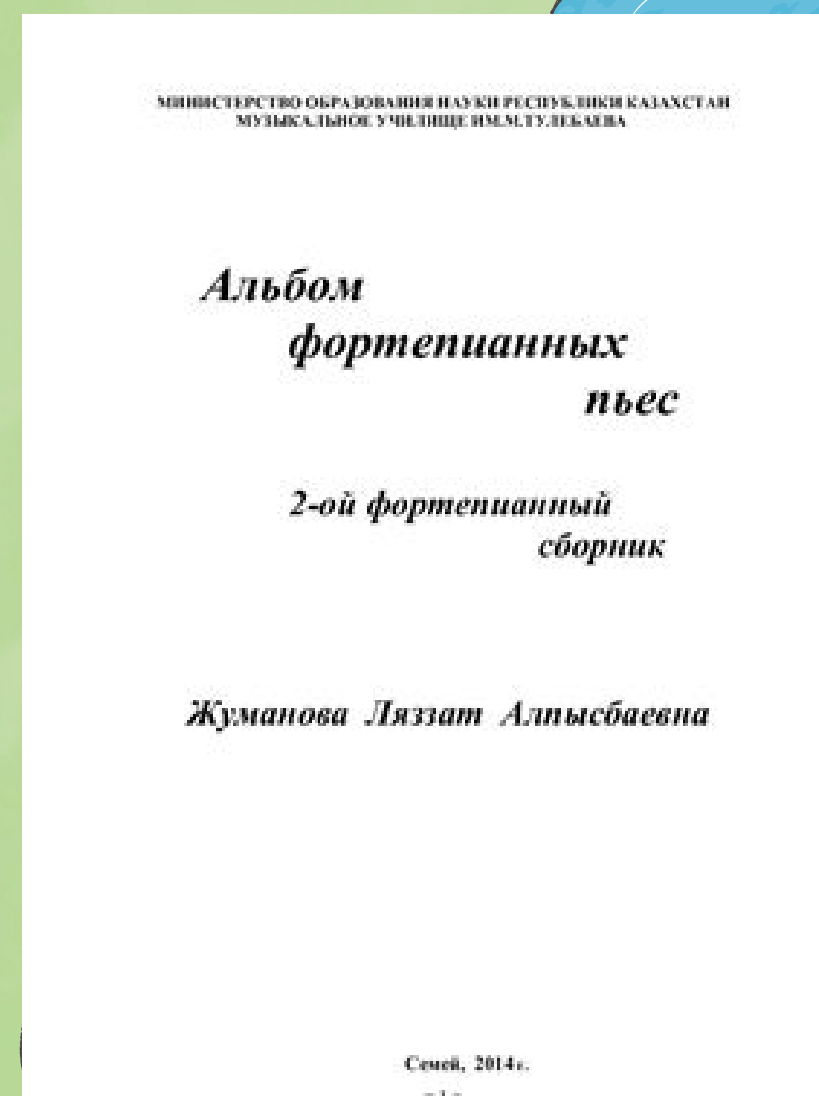 МИНИСТЕРСТВО ОБРАЗОВАНИЯ НАУКИ РЕСПУБЛИКИ КАЗАХСТАН
МУЗЫКАЛЬНОЕ УЧИЛИЩЕ ИМ.М.ТУЛЕБАЕВА
Альбом
фортепианных
пьес
2-ой фортепианный
сборник
Жуманова Ляззат Алпысбаевна
Семей, 2014г.
~ 1 ~